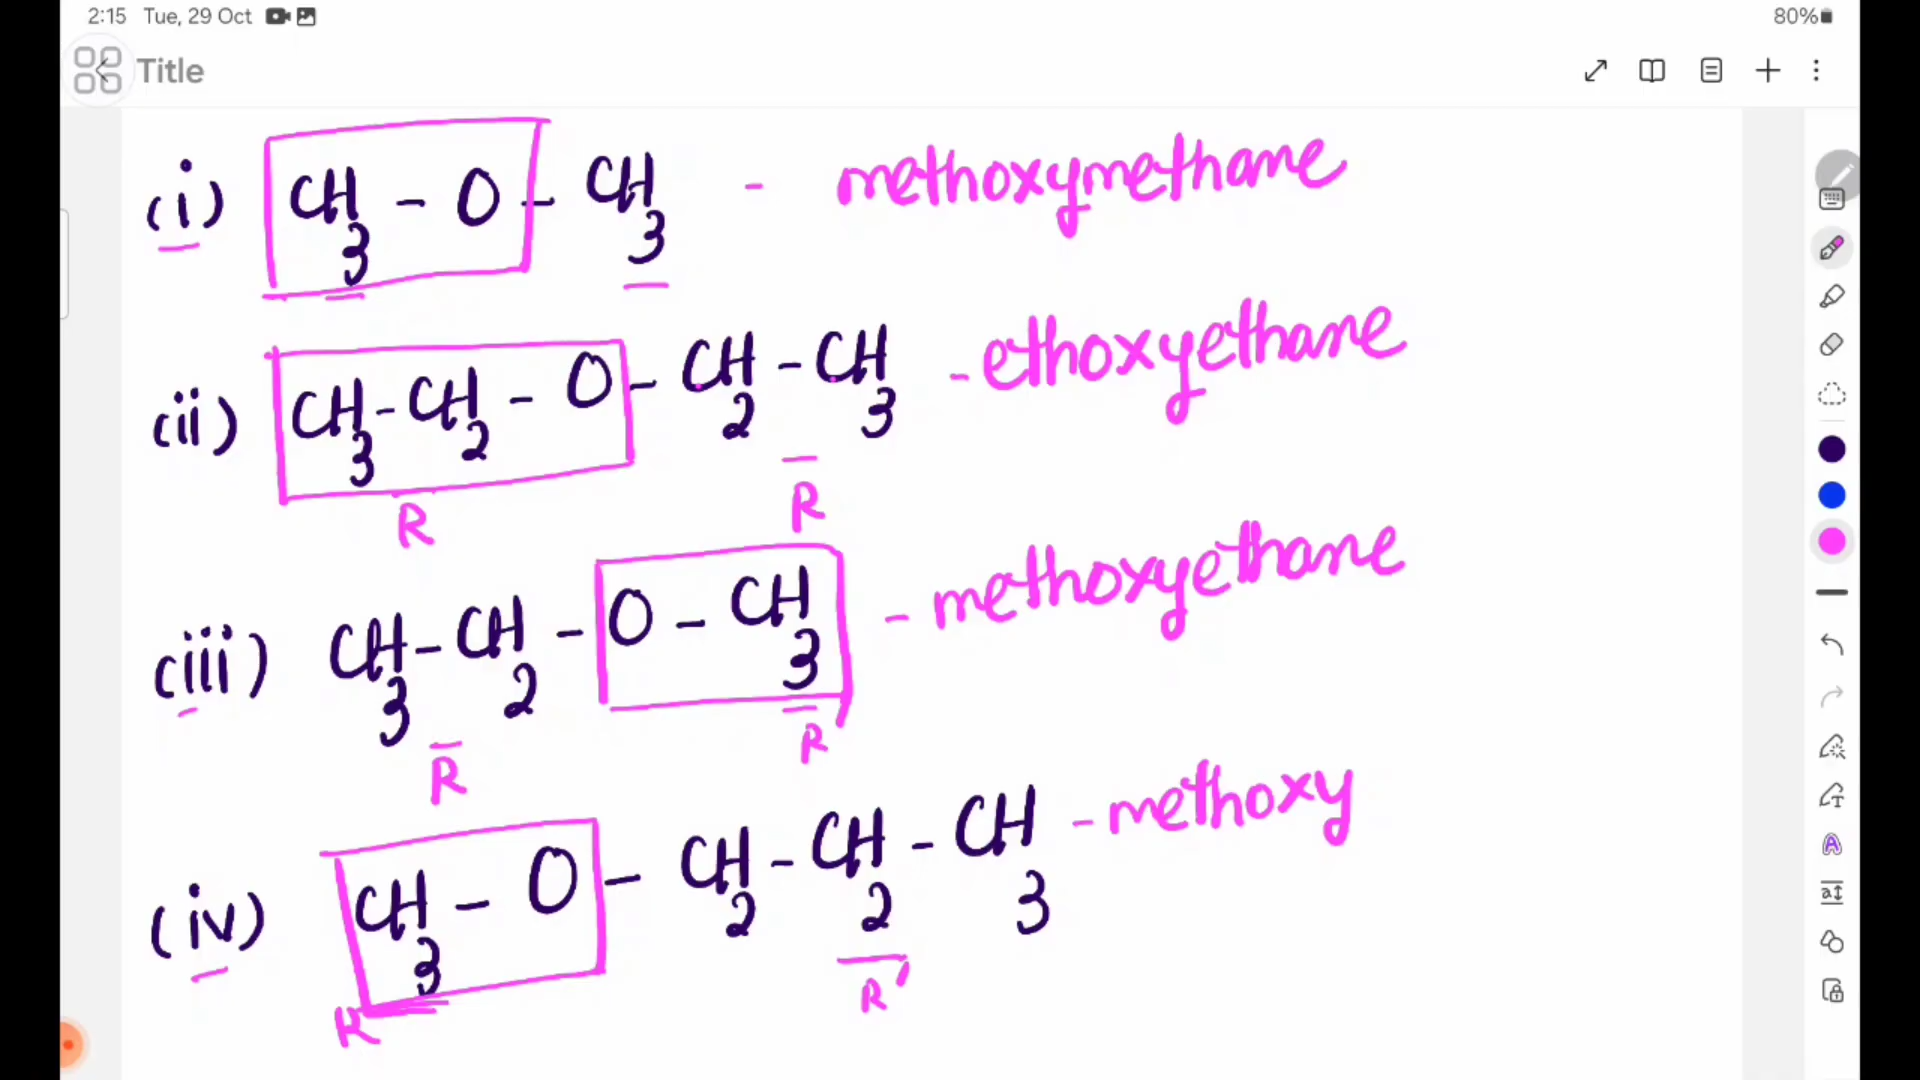 2:15 Tue, 29 Oct 80%
Title
(i) CH3 - O - CH3 - methoxymethane
(ii) CH3 - CH2 - O - CH2 - CH3 - ethoxyethane
R R
(iii) CH3 - CH2 - O - CH3 - methoxyethane
R R'
(iv) CH3 - O - CH2 - CH2 - CH3 - methoxy
R R'